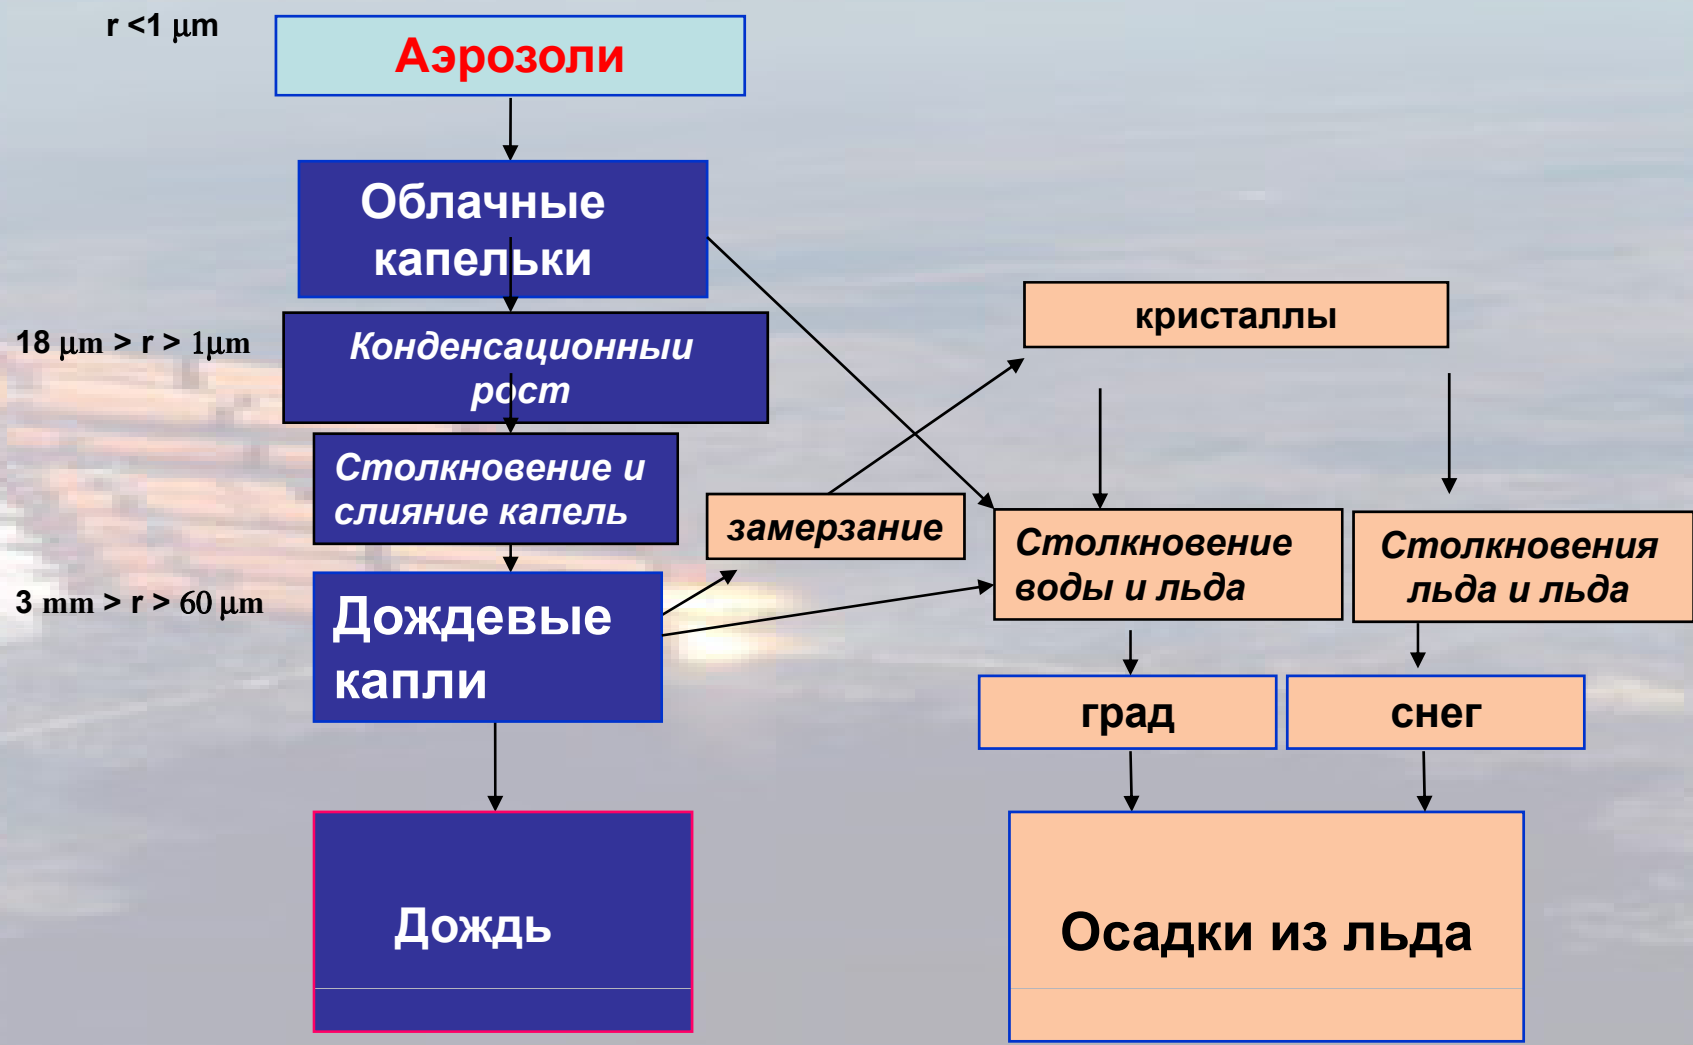 r <1 μm
Аэрозоли
Облачные
капельки
18 μm > r > 1μm
Конденсационныи
рост
кристаллы
Столкновение и
слияние капель
замерзание
Столкновение
воды и льда
Столкновения
льда и льда
3 mm > r > 60 μm
Дождевые
капли
град
снег
Дождь
Осадки из льда